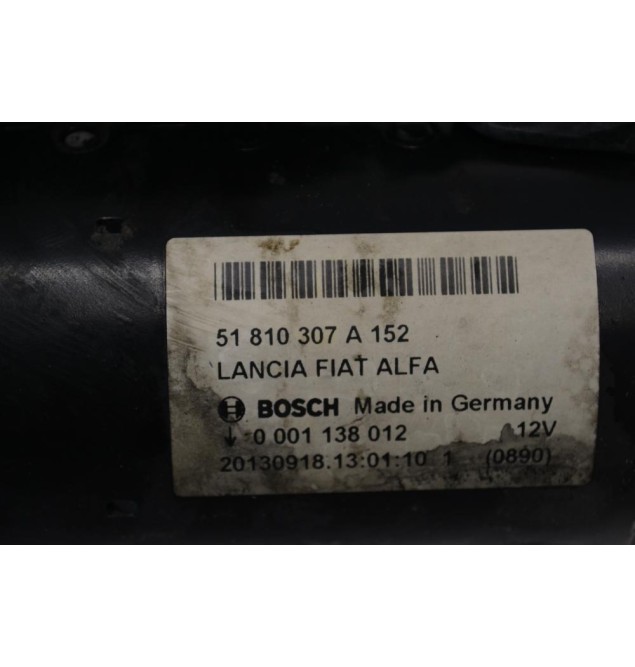 51 810 307 A 152
LANCIA FIAT ALFA
BOSCH Made in Germany
0 001 138 012 12V
20130918.13:01:10 1 (0890)